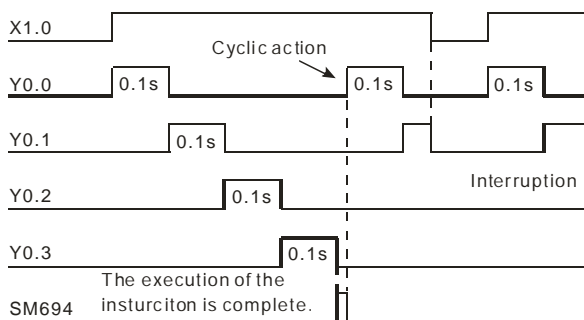 X1.0
Cyclic action
Y0.0
0.1s
0.1s
0.1s
Y0.1
0.1s
Interruption
Y0.2
0.1s
Y0.3
0.1s
The execution of the
insturciton is complete.
SM694